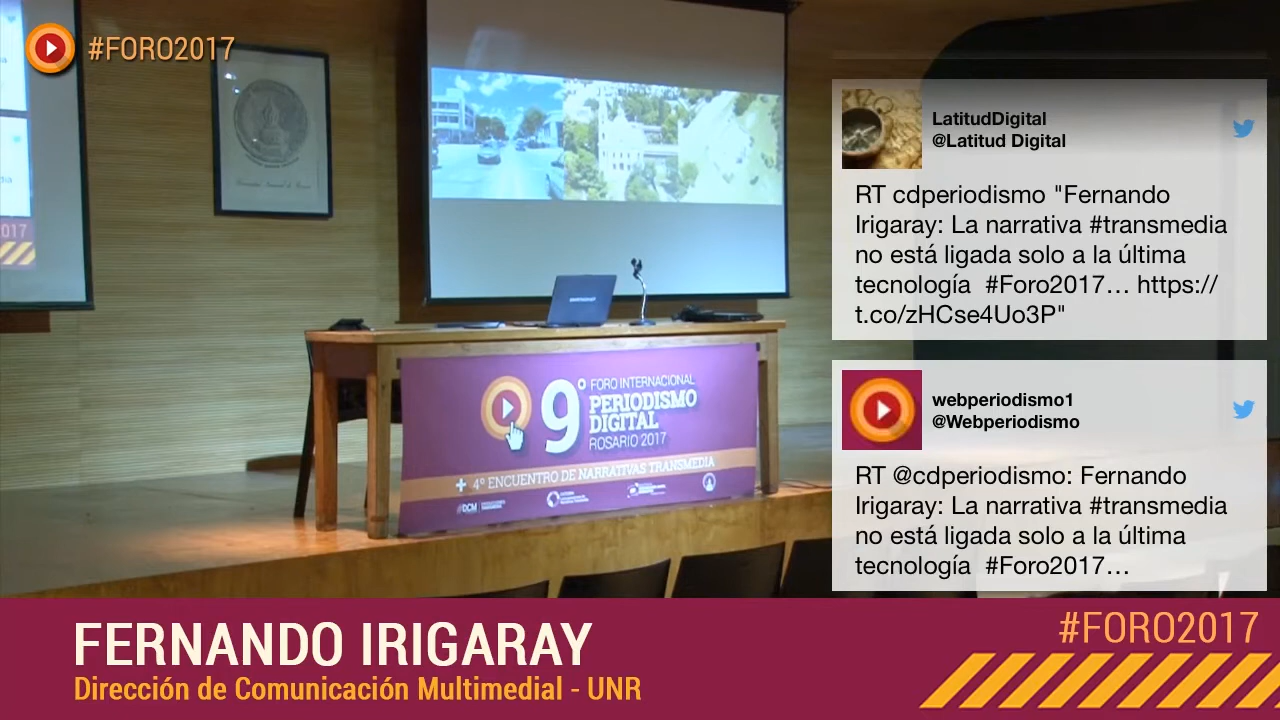 #FORO2017
LatitudDigital
@Latitud Digital
RT cdperiodismo "Fernando
Irigaray: La narrativa #transmedia
no está ligada solo a la última
tecnología #Foro2017… https://
t.co/zHCse4Uo3P"
webperiodismo1
@Webperiodismo
RT @cdperiodismo: Fernando
Irigaray: La narrativa #transmedia
no está ligada solo a la última
tecnología #Foro2017…
017
9° FORO INTERNACIONAL
PERIODISMO
DIGITAL
ROSARIO 2017
+ 4º ENCUENTRO DE NARRATIVAS TRANSMEDIA
#DCM
FERNANDO IRIGARAY
Dirección de Comunicación Multimedial - UNR
#FORO2017